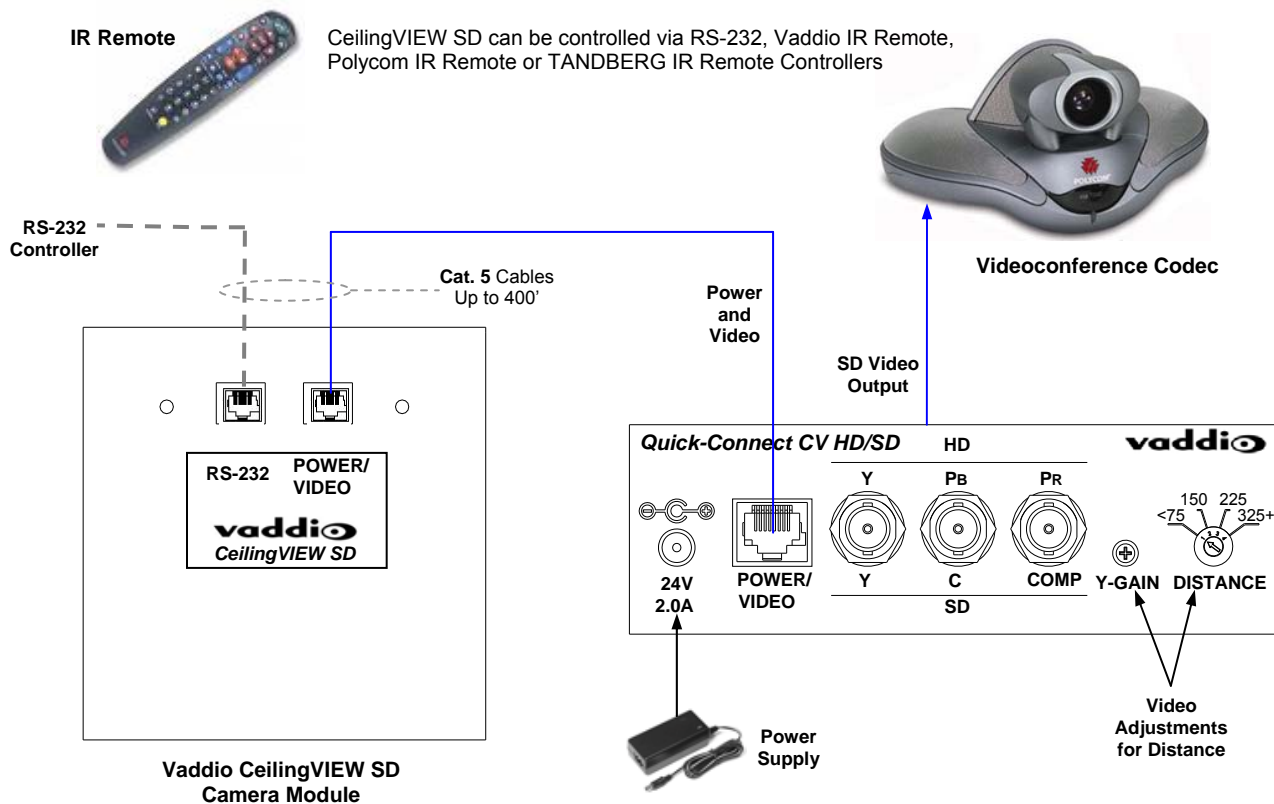 IR Remote
CeilingVIEW SD can be controlled via RS-232, Vaddio IR Remote,
Polycom IR Remote or TANDBERG IR Remote Controllers
POLYCOM
Videoconference Codec
RS-232
Controller
Cat. 5 Cables
Up to 400’
Power
and
Video
SD Video
Output
RS-232
POWER/
VIDEO
vaddio
CeilingVIEW SD
Vaddio CeilingVIEW SD
Camera Module
Quick-Connect CV HD/SD
HD
vaddio
Y
PB
PR
150 225
<75 325+
24V
2.0A
POWER/
VIDEO
Y
C
COMP
SD
Y-GAIN
DISTANCE
Power
Supply
Video
Adjustments
for Distance